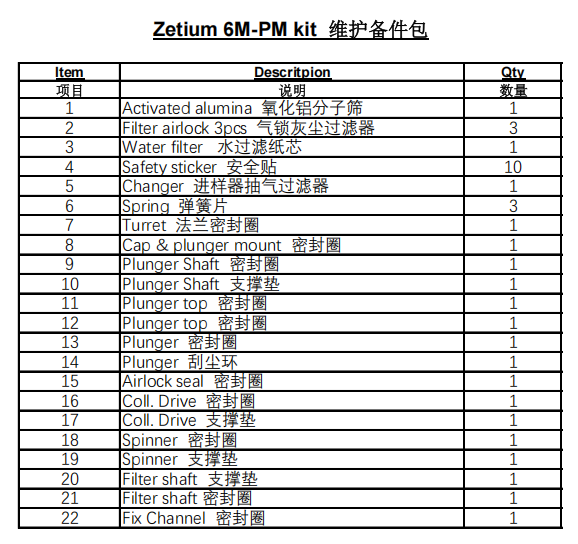 Zetium 6M-PM kit 维护备件包
Item Descritpion Qty
项目 说明 数量
1 Activated alumina 氧化铝分子筛 1
2 Filter airlock 3pcs 气锁灰尘过滤器 3
3 Water filter 水过滤纸芯 1
4 Safety sticker 安全贴 10
5 Changer 进样器抽气过滤器 1
6 Spring 弹簧片 3
7 Turret 法兰密封圈 1
8 Cap & plunger mount 密封圈 1
9 Plunger Shaft 密封圈 1
10 Plunger Shaft 支撑垫 1
11 Plunger top 密封圈 1
12 Plunger top 密封圈 1
13 Plunger 密封圈 1
14 Plunger 刮尘环 1
15 Airlock seal 密封圈 1
16 Coll. Drive 密封圈 1
17 Coll. Drive 支撑垫 1
18 Spinner 密封圈 1
19 Spinner 支撑垫 1
20 Filter shaft 支撑垫 1
21 Filter shaft 密封圈 1
22 Fix Channel 密封圈 1